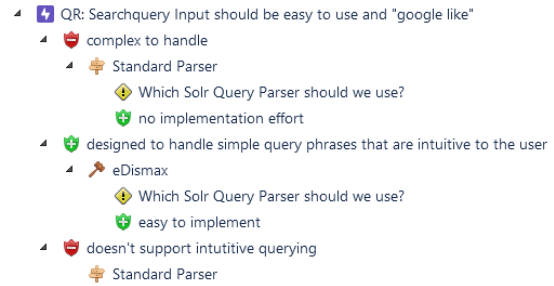 QR: Searchquery Input should be easy to use and "google like"
complex to handle
Standard Parser
Which Solr Query Parser should we use?
no implementation effort
designed to handle simple query phrases that are intuitive to the user
eDismax
Which Solr Query Parser should we use?
easy to implement
doesn't support intutitive querying
Standard Parser